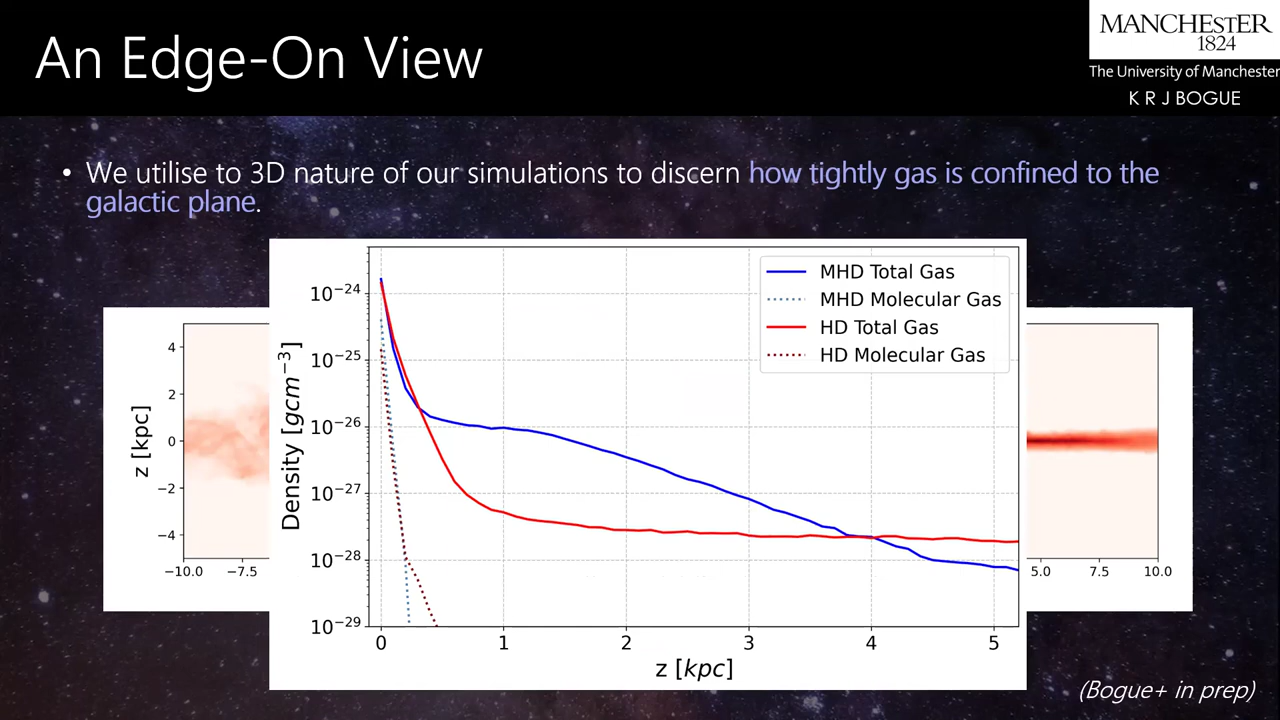 An Edge-On View
MANCHESTER
1824
The University of Manchester
K R J BOGUE
• We utilise to 3D nature of our simulations to discern how tightly gas is confined to the
galactic plane.
MHD Total Gas
MHD Molecular Gas
HD Total Gas
HD Molecular Gas
Density [gcm⁻³]
10⁻²⁴
10⁻²⁵
10⁻²⁶
10⁻²⁷
10⁻²⁸
10⁻²⁹
0 1 2 3 4 5
z [kpc]
z [kpc]
4
2
0
−2
−4
−10.0 −7.5
5.0 7.5 10.0
(Bogue+ in prep)